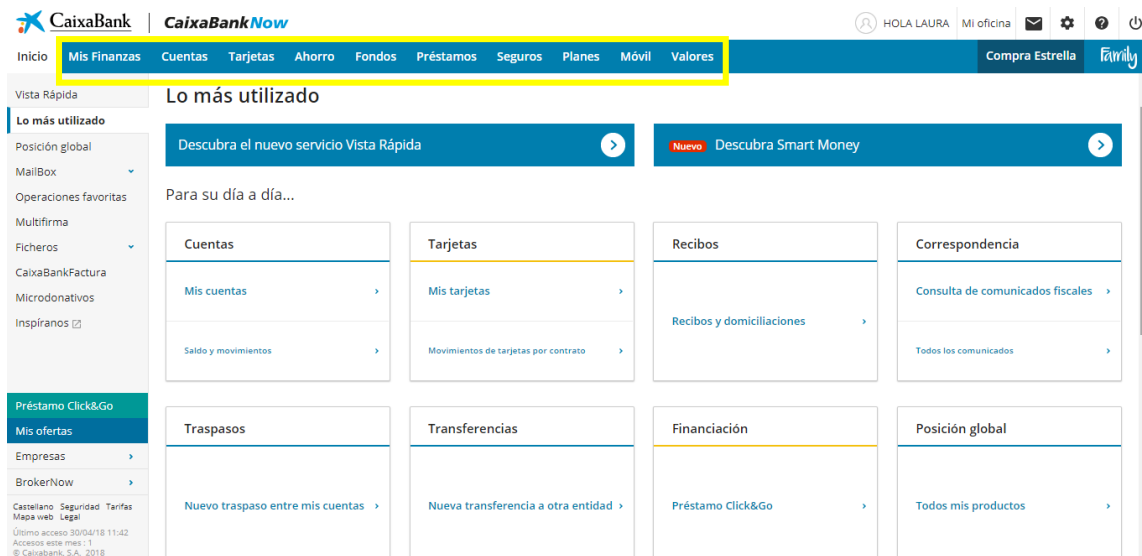 CaixaBank CaixaBankNow HOLA LAURA Mi oficina
Inicio Mis Finanzas Cuentas Tarjetas Ahorro Fondos Préstamos Seguros Planes Móvil Valores Compra Estrella Family
Vista Rápida
Lo más utilizado
Posición global
MailBox
Operaciones favoritas
Multifirma
Ficheros
CaixaBankFactura
Microdonativos
Inspíranos
Préstamo Click&Go
Mis ofertas
Empresas
BrokerNow
Castellano Seguridad Tarifas
Mapa web Legal
Último acceso 30/04/18 11:42
Accesos este mes : 1
© Caixabank, S.A. 2018
Lo más utilizado
Descubra el nuevo servicio Vista Rápida
Nuevo Descubra Smart Money
Para su día a día...
Cuentas
Mis cuentas
Saldo y movimientos
Tarjetas
Mis tarjetas
Movimientos de tarjetas por contrato
Recibos
Recibos y domiciliaciones
Correspondencia
Consulta de comunicados fiscales
Todos los comunicados
Traspasos
Nuevo traspaso entre mis cuentas
Transferencias
Nueva transferencia a otra entidad
Financiación
Préstamo Click&Go
Posición global
Todos mis productos